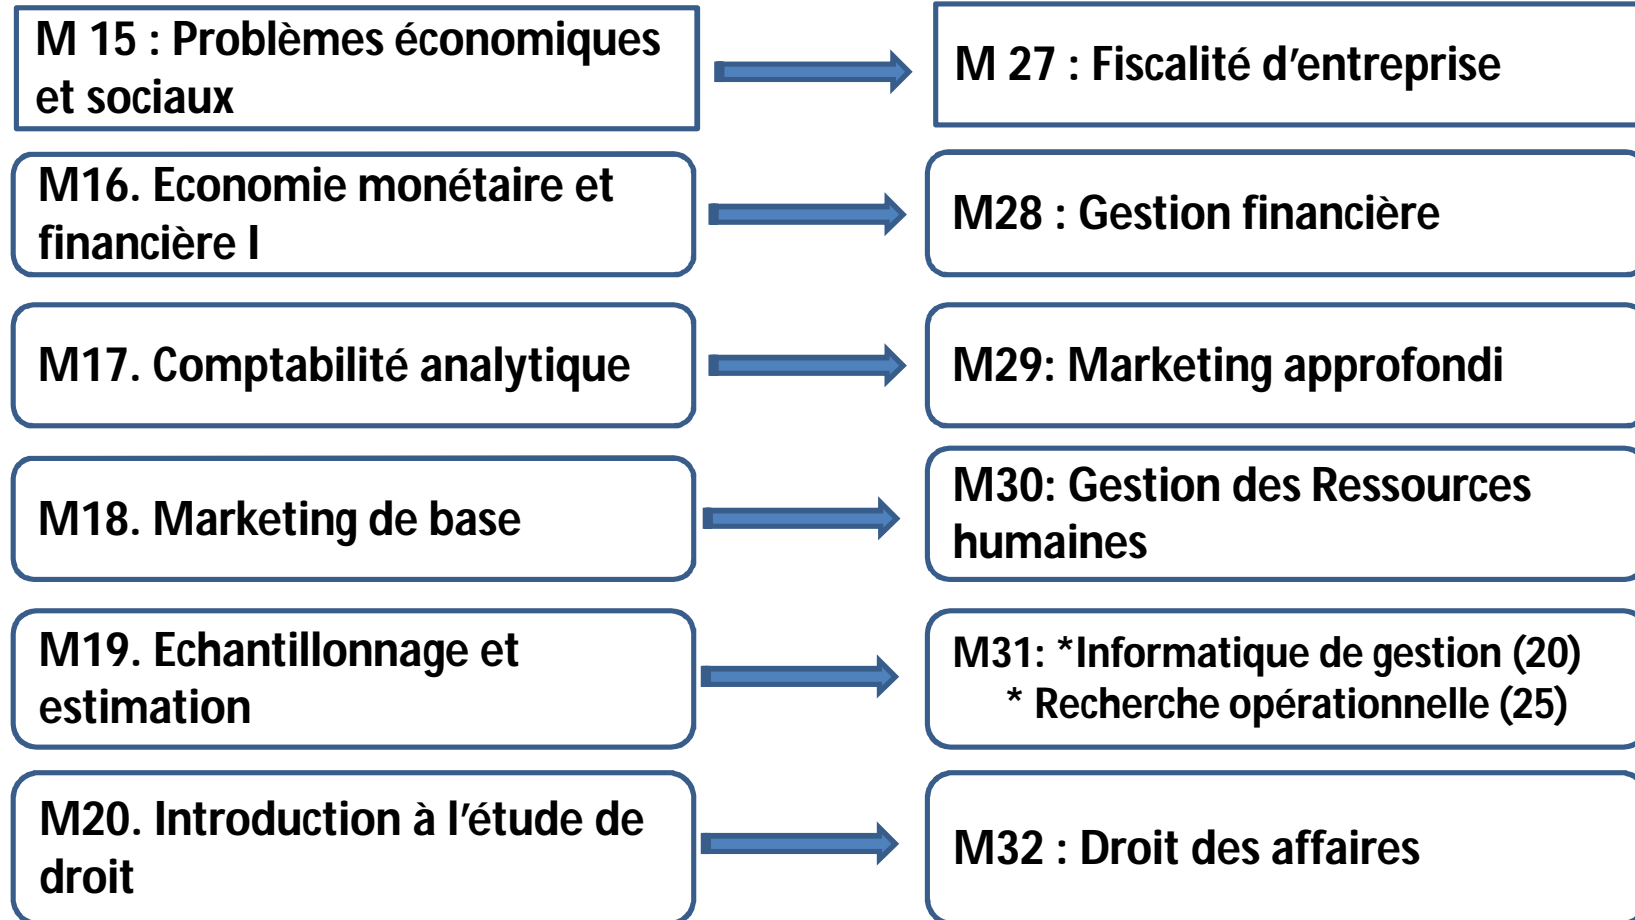 M 15 : Problèmes économiques
et sociaux
M 27 : Fiscalité d’entreprise
M16. Economie monétaire et
financière I
M28 : Gestion financière
M17. Comptabilité analytique
M29: Marketing approfondi
M18. Marketing de base
M30: Gestion des Ressources
humaines
M19. Echantillonnage et
estimation
M31: *Informatique de gestion (20)
* Recherche opérationnelle (25)
M20. Introduction à l’étude de
droit
M32 : Droit des affaires